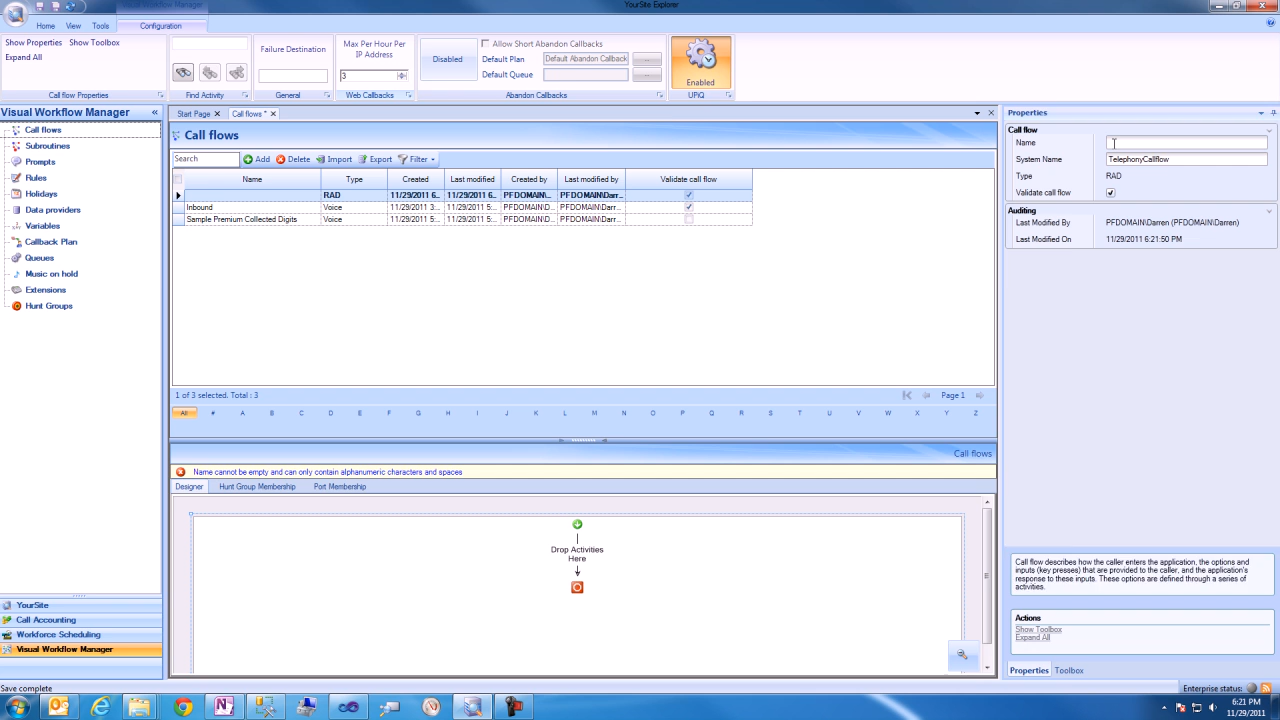 Visual Workflow Manager
YourSite Explorer
Home View Tools Configuration
Show Properties Show Toolbox
Expand All
Call flow Properties
Find Activity
Failure Destination
General
Max Per Hour Per
IP Address
3
Web Callbacks
Disabled
Allow Short Abandon Callbacks
Default Plan Default Abandon Callback ...
Default Queue ...
Abandon Callbacks
Enabled
UPiQ
Visual Workflow Manager «
Call flows
Subroutines
Prompts
Rules
Holidays
Data providers
Variables
Callback Plan
Queues
Music on hold
Extensions
Hunt Groups
YourSite
Call Accounting
Workforce Scheduling
Visual Workflow Manager
Start Page Call flows *
Call flows
Search Add Delete Import Export Filter
Name Type Created Last modified Created by Last modified by Validate call flow
RAD 11/29/2011 6... 11/29/2011 6... PFDOMAIN\... PFDOMAIN\Darr...
Inbound Voice 11/29/2011 3:... 11/29/2011 5:... PFDOMAIN\D... PFDOMAIN\Darr...
Sample Premium Collected Digits Voice 11/29/2011 5:... 11/29/2011 5:... PFDOMAIN\D... PFDOMAIN\Darr...
1 of 3 selected. Total : 3
Page 1
All # A B C D E F G H I J K L M N O P Q R S T U V W X Y Z
Call flows
Name cannot be empty and can only contain alphanumeric characters and spaces
Designer Hunt Group Membership Port Membership
Drop Activities
Here
Properties
Call flow
Name
System Name TelephonyCallflow
Type RAD
Validate call flow
Auditing
Last Modified By PFDOMAIN\Darren (PFDOMAIN\Darren)
Last Modified On 11/29/2011 6:21:50 PM
Call flow describes how the caller enters the application, the options and
inputs (key presses) that are provided to the caller, and the application's
response to these inputs. These options are defined through a series of
activities.
Actions
Show Toolbox
Expand All
Properties Toolbox
Save complete
Enterprise status:
6:21 PM
11/29/2011